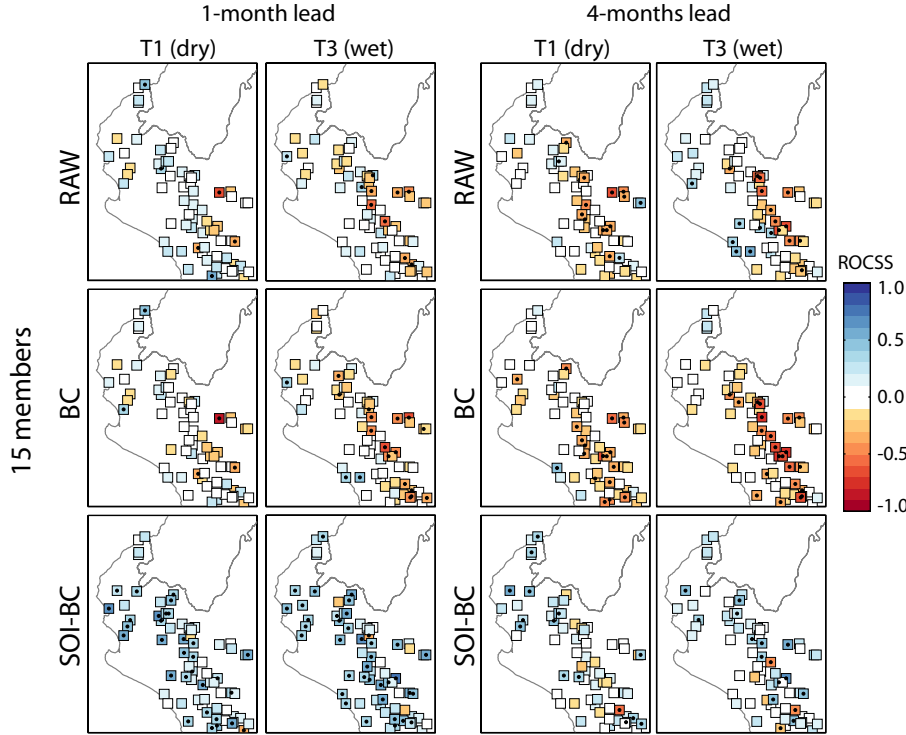 1-month lead
4-months lead
T1 (dry)
T3 (wet)
T1 (dry)
T3 (wet)
RAW
RAW
ROCSS
1.0
0.5
0.0
-0.5
-1.0
15 members
BC
BC
SOI-BC
SOI-BC